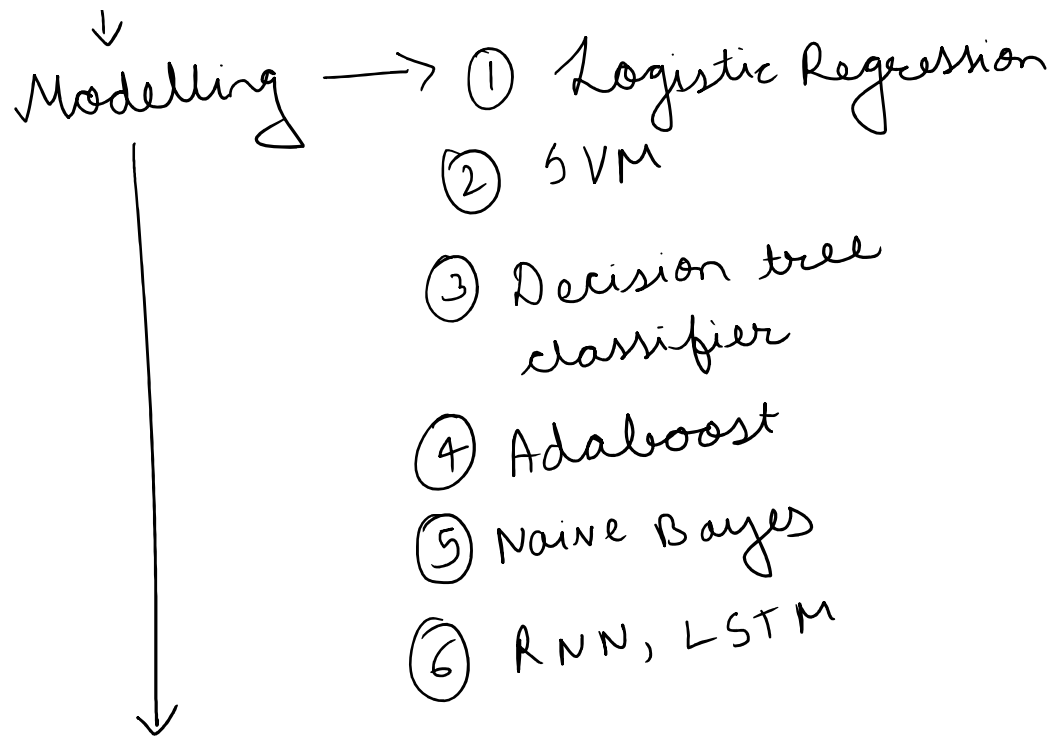 ↓
Modelling → ① Logistic Regression
② SVM
③ Decision tree
classifier
④ Adaboost
⑤ Naive Bayes
⑥ RNN, LSTM